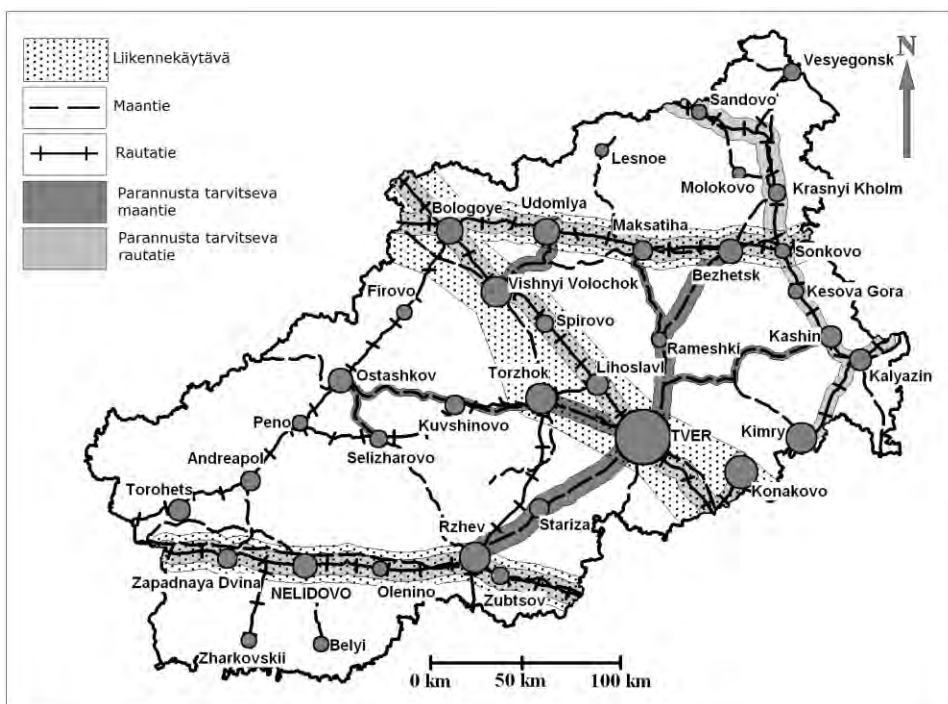 Liikennekäytävä
Maantie
Rautatie
Parannusta tarvitseva
maantie
Parannusta tarvitseva
rautatie
N
Vesyegonsk
Sandovo
Lesnoe
Molokovo
Krasnyi Kholm
Bologoye
Udomlya
Maksatiha
Bezhetsk
Sonkovo
Vishnyi Volochok
Kesova Gora
Firovo
Spirovo
Kashin
Rameshki
Ostashkov
Torzhok
Lihoslavl
Kalyazin
Peno
Kuvshinovo
TVER
Kimry
Selizharovo
Andreapol
Konakovo
Torohets
Rzhev
Stariza
Zapadnaya Dvina
NELIDOVO
Olenino
Zubtsov
Zharkovskii
Belyi
0 km 50 km 100 km